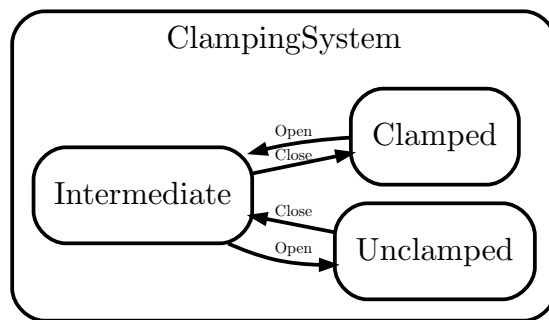 ClampingSystem
Open
Clamped
Close
Intermediate
Close
Open
Unclamped